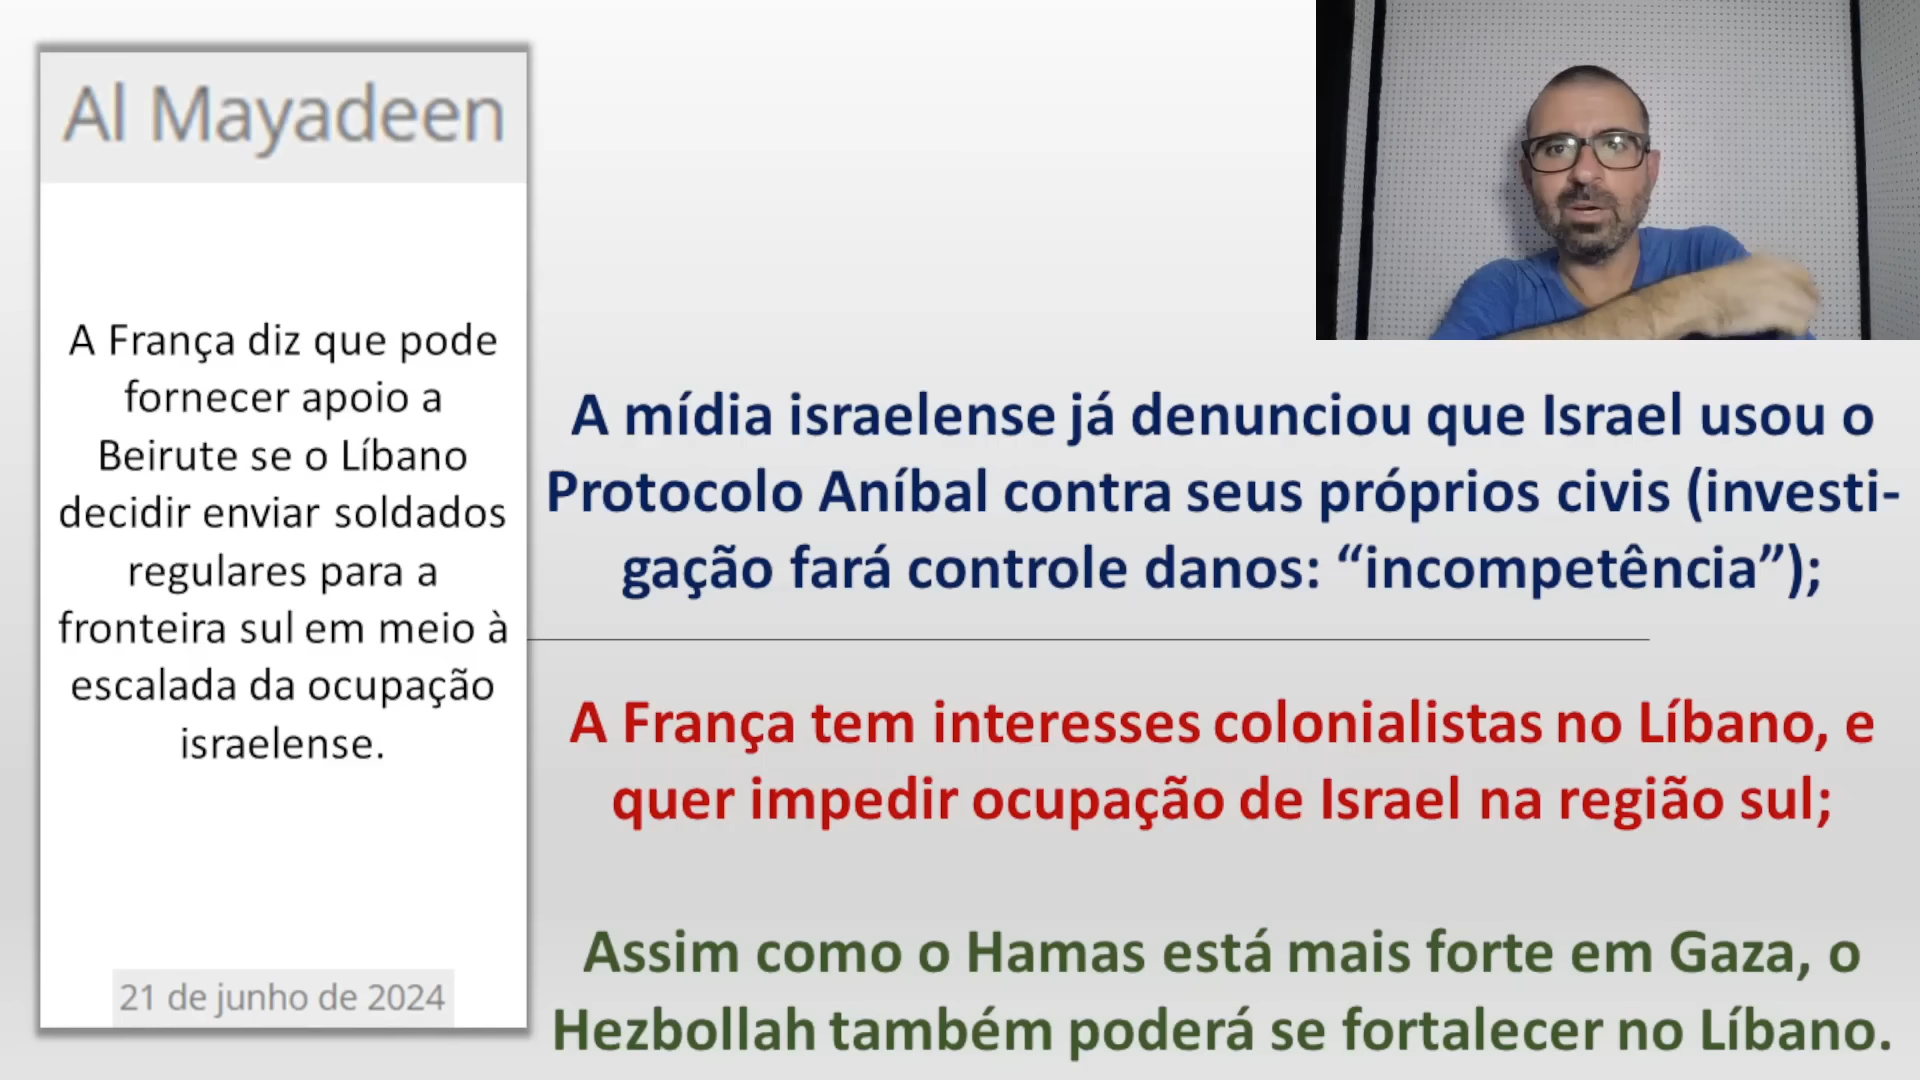 Al Mayadeen
A França diz que pode
fornecer apoio a
Beirute se o Líbano
decidir enviar soldados
regulares para a
fronteira sul em meio à
escalada da ocupação
israelense.
21 de junho de 2024
A mídia israelense já denunciou que Israel usou o
Protocolo Aníbal contra seus próprios civis (investi-
gação fará controle danos: “incompetência”);
A França tem interesses colonialistas no Líbano, e
quer impedir ocupação de Israel na região sul;
Assim como o Hamas está mais forte em Gaza, o
Hezbollah também poderá se fortalecer no Líbano.